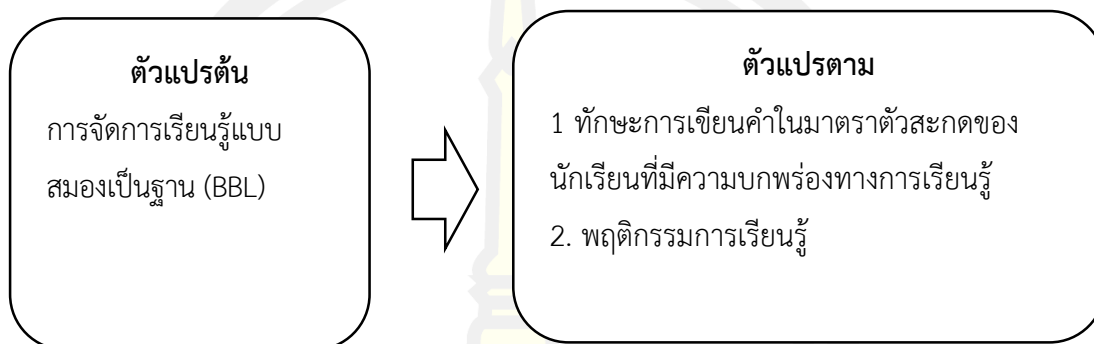 ตัวแปรต้น
การจัดการเรียนรู้แบบ
สมองเป็นฐาน (BBL)
ตัวแปรตาม
1 ทักษะการเขียนคำในมาตราตัวสะกดของ
นักเรียนที่มีความบกพร่องทางการเรียนรู้
2. พฤติกรรมการเรียนรู้